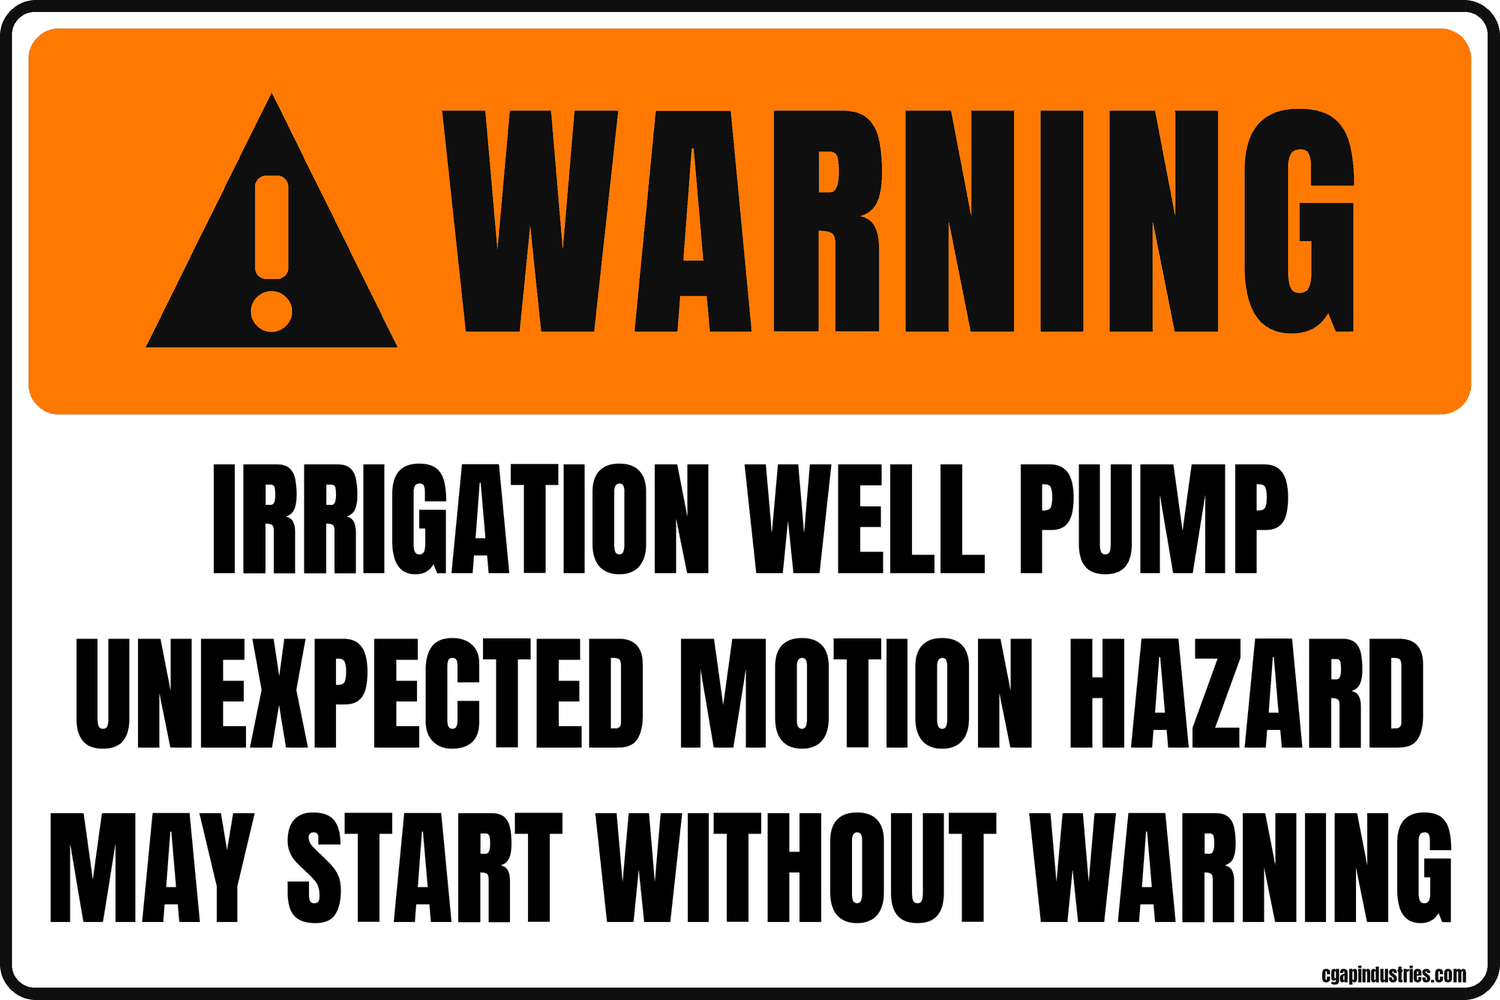 WARNING
IRRIGATION WELL PUMP
UNEXPECTED MOTION HAZARD
MAY START WITHOUT WARNING
cgapindustries.com